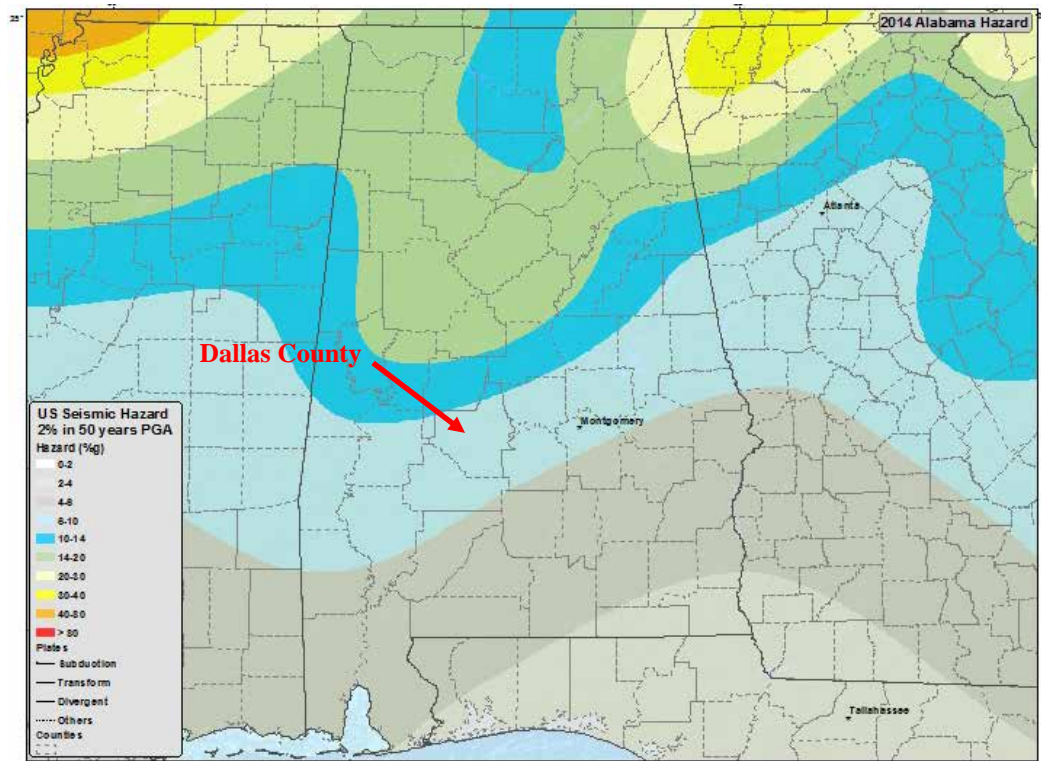 2014 Alabama Hazard
Atlanta
Dallas County
Montgomery
US Seismic Hazard
2% in 50 years PGA
Hazard (%g)
0-2
2-4
4-6
6-10
10-14
14-20
20-30
30-40
40-80
> 80
Plates
Subduction
Transform
Divergent
Others
Counties
Tallahassee